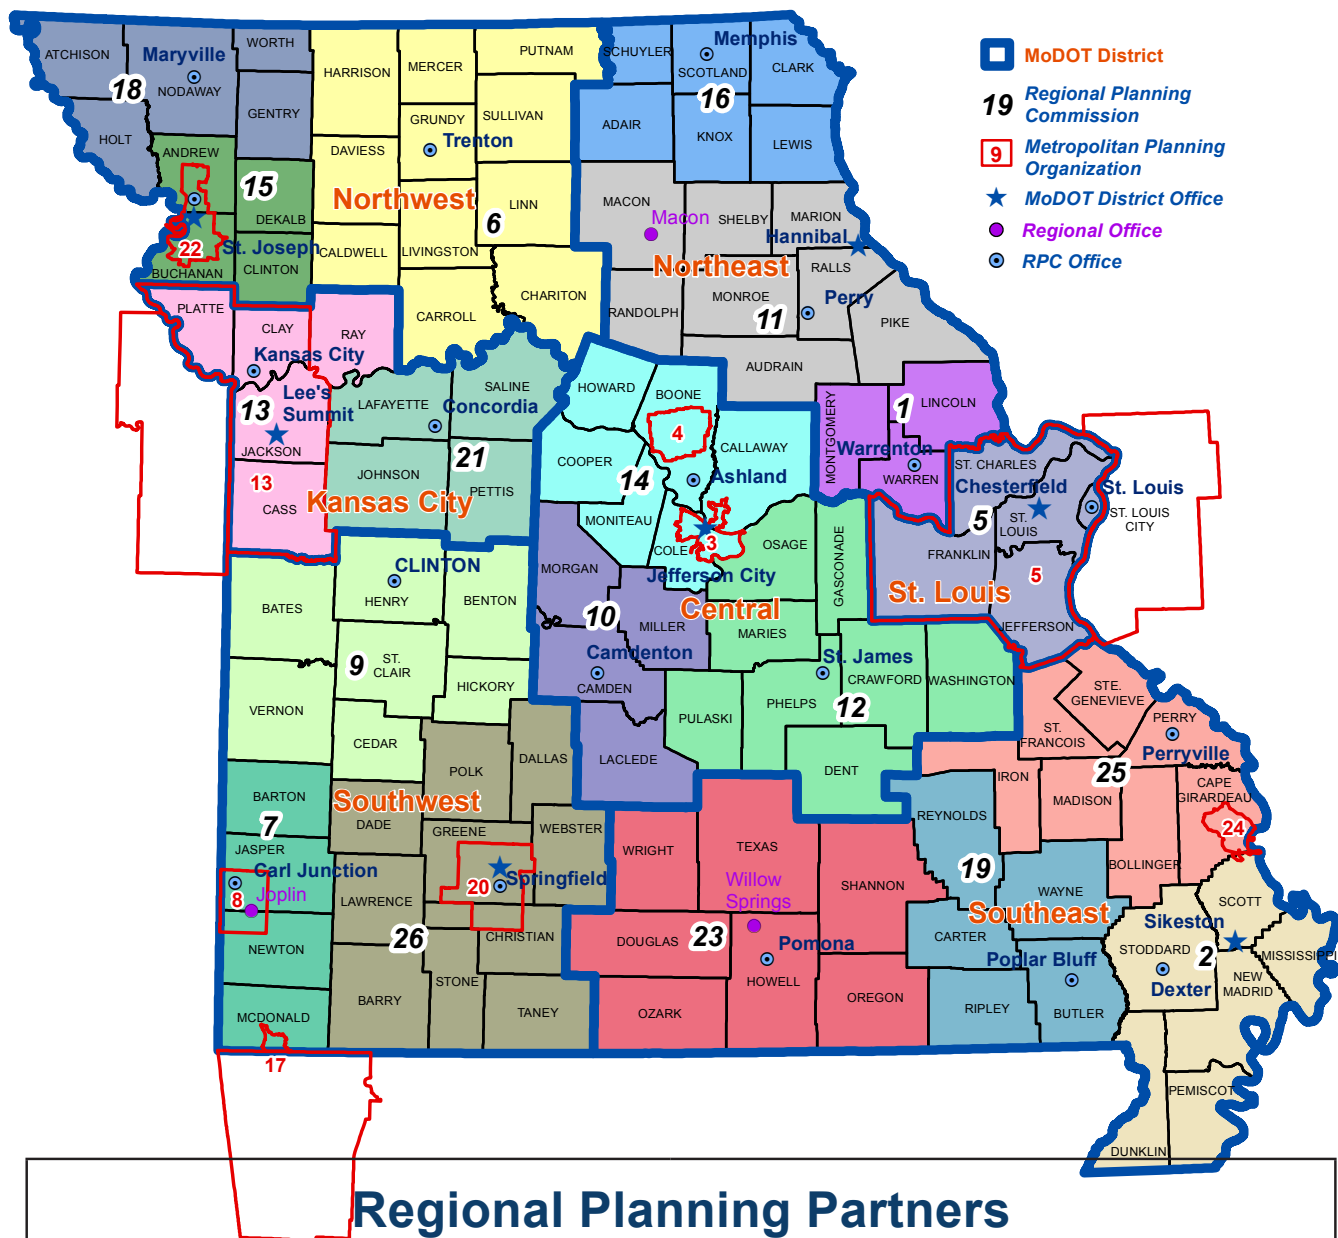 MoDOT District
19
Regional Planning
Commission
9
Metropolitan Planning
Organization
MoDOT District Office
Regional Office
RPC Office
ATCHISON
Maryville
NODAWAY
WORTH
18
HOLT
GENTRY
ANDREW
15
DEKALB
22
St. Joseph
BUCHANAN
CLINTON
HARRISON
MERCER
PUTNAM
GRUNDY
SULLIVAN
Trenton
DAVIESS
Northwest
6
LINN
CALDWELL
LIVINGSTON
CARROLL
CHARITON
SCHUYLER
Memphis
SCOTLAND
CLARK
16
ADAIR
KNOX
LEWIS
MACON
Macon
SHELBY
MARION
Hannibal
Northeast
RALLS
MONROE
Perry
RANDOLPH
11
PIKE
AUDRAIN
PLATTE
CLAY
RAY
Kansas City
Lee's
Summit
13
JACKSON
13
CASS
LAFAYETTE
SALINE
Concordia
JOHNSON
21
PETTIS
Kansas City
HOWARD
BOONE
4
CALLAWAY
COOPER
14
Ashland
MONITEAU
COLE
3
Jefferson City
Central
MONTGOMERY
1
LINCOLN
Warrenton
WARREN
ST. CHARLES
Chesterfield
St. Louis
ST. LOUIS
CITY
5
ST.
LOUIS
FRANKLIN
5
St. Louis
JEFFERSON
OSAGE
GASCONADE
MARIES
MORGAN
10
MILLER
Camdenton
CAMDEN
LACLEDE
St. James
CRAWFORD
WASHINGTON
PHELPS
PULASKI
12
DENT
CLINTON
HENRY
BENTON
BATES
9
ST.
CLAIR
HICKORY
VERNON
CEDAR
POLK
DALLAS
BARTON
Southwest
7
DADE
GREENE
WEBSTER
JASPER
Carl Junction
8
Joplin
20
Springfield
LAWRENCE
26
CHRISTIAN
NEWTON
BARRY
STONE
TANEY
MCDONALD
17
WRIGHT
TEXAS
Willow
Springs
SHANNON
DOUGLAS
23
Pomona
HOWELL
OZARK
OREGON
REYNOLDS
19
WAYNE
Southeast
CARTER
Poplar Bluff
RIPLEY
BUTLER
STE.
GENEVIEVE
PERRY
ST.
FRANCOIS
Perryville
IRON
25
MADISON
CAPE
GIRARDEAU
24
BOLLINGER
SCOTT
Sikeston
STODDARD
2
MISSISSIPPI
NEW
MADRID
Dexter
PEMISCOT
DUNKLIN
Regional Planning Partners